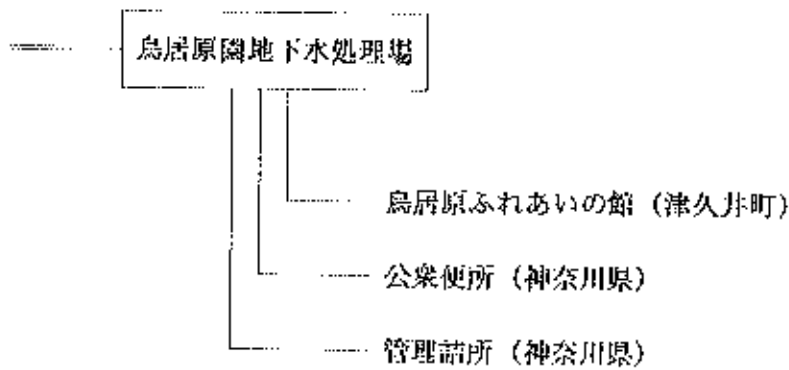 鳥居原園地下水処理場
鳥居原ふれあいの館（津久井町）
公衆便所（神奈川県）
管理詰所（神奈川県）